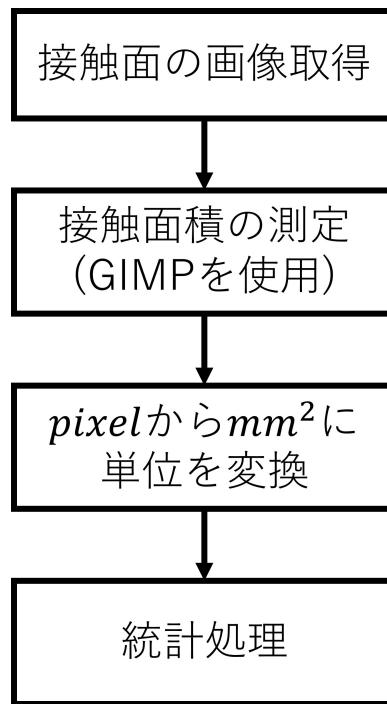 接触面の画像取得
接触面積の測定
(GIMPを使用)
pixelからmm²に
単位を変換
統計処理